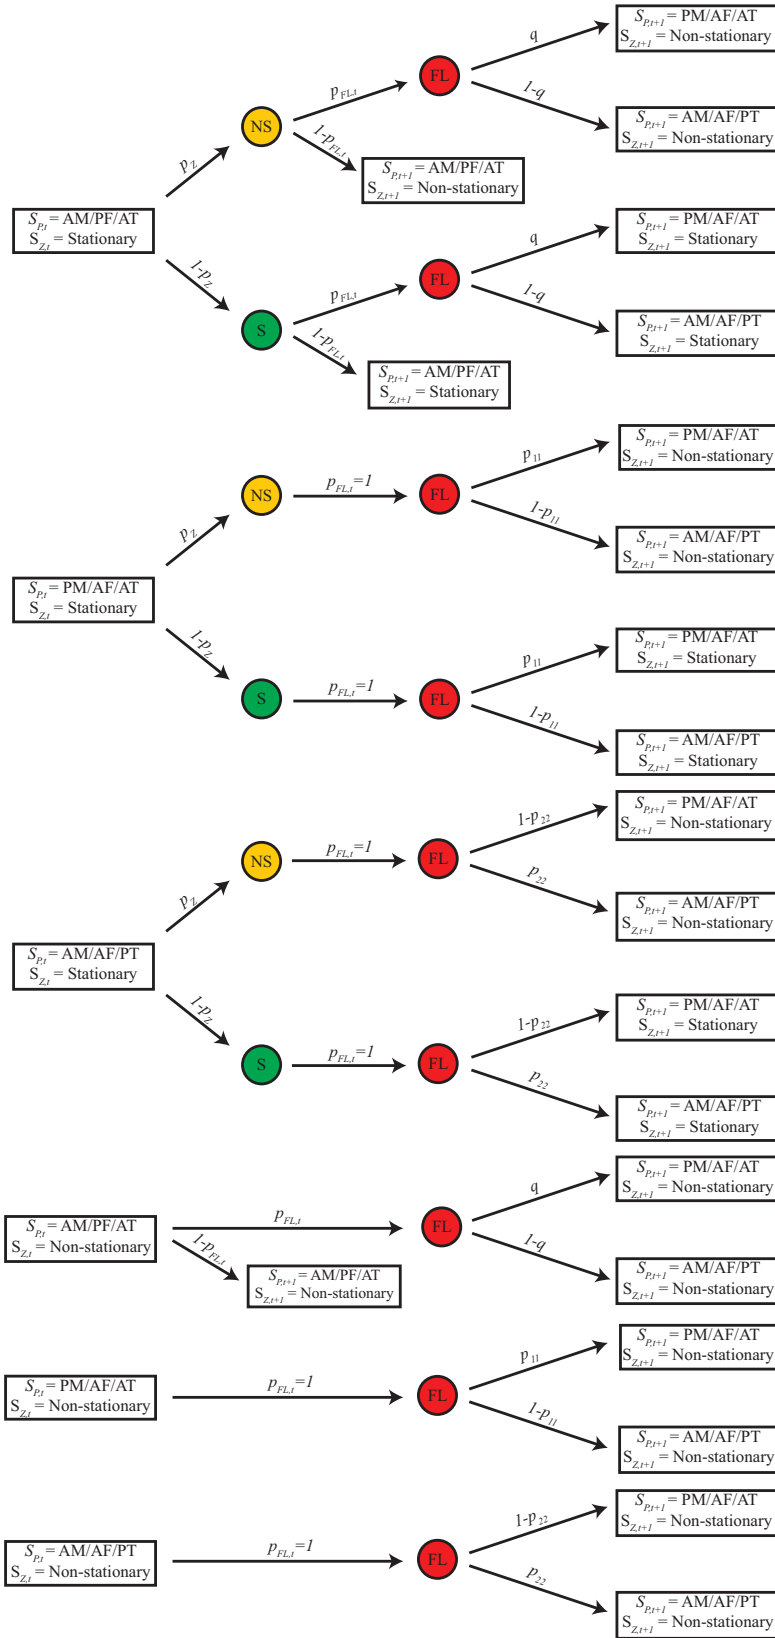 S_{P,t} = AM/PF/AT
S_{Z,t} = Stationary
p_Z
NS
p_{FL,t}
FL
q
S_{P,t+1} = PM/AF/AT
S_{Z,t+1} = Non-stationary
1-q
S_{P,t+1} = AM/AF/PT
S_{Z,t+1} = Non-stationary
1-p_{FL,t}
S_{P,t+1} = AM/PF/AT
S_{Z,t+1} = Non-stationary
1-p_Z
S
p_{FL,t}
FL
q
S_{P,t+1} = PM/AF/AT
S_{Z,t+1} = Stationary
1-q
S_{P,t+1} = AM/AF/PT
S_{Z,t+1} = Stationary
1-p_{FL,t}
S_{P,t+1} = AM/PF/AT
S_{Z,t+1} = Stationary
S_{P,t} = PM/AF/AT
S_{Z,t} = Stationary
p_Z
NS
p_{FL,t}=1
FL
p_{11}
S_{P,t+1} = PM/AF/AT
S_{Z,t+1} = Non-stationary
1-p_{11}
S_{P,t+1} = AM/AF/PT
S_{Z,t+1} = Non-stationary
1-p_Z
S
p_{FL,t}=1
FL
p_{11}
S_{P,t+1} = PM/AF/AT
S_{Z,t+1} = Stationary
1-p_{11}
S_{P,t+1} = AM/AF/PT
S_{Z,t+1} = Stationary
S_{P,t} = AM/AF/PT
S_{Z,t} = Stationary
p_Z
NS
p_{FL,t}=1
FL
1-p_{22}
S_{P,t+1} = PM/AF/AT
S_{Z,t+1} = Non-stationary
p_{22}
S_{P,t+1} = AM/AF/PT
S_{Z,t+1} = Non-stationary
1-p_Z
S
p_{FL,t}=1
FL
1-p_{22}
S_{P,t+1} = PM/AF/AT
S_{Z,t+1} = Stationary
p_{22}
S_{P,t+1} = AM/AF/PT
S_{Z,t+1} = Stationary
S_{P,t} = AM/PF/AT
S_{Z,t} = Non-stationary
p_{FL,t}
FL
q
S_{P,t+1} = PM/AF/AT
S_{Z,t+1} = Non-stationary
1-q
S_{P,t+1} = AM/AF/PT
S_{Z,t+1} = Non-stationary
1-p_{FL,t}
S_{P,t+1} = AM/PF/AT
S_{Z,t+1} = Non-stationary
S_{P,t} = PM/AF/AT
S_{Z,t} = Non-stationary
p_{FL,t}=1
FL
p_{11}
S_{P,t+1} = PM/AF/AT
S_{Z,t+1} = Non-stationary
1-p_{11}
S_{P,t+1} = AM/AF/PT
S_{Z,t+1} = Non-stationary
S_{P,t} = AM/AF/PT
S_{Z,t} = Non-stationary
p_{FL,t}=1
FL
1-p_{22}
S_{P,t+1} = PM/AF/AT
S_{Z,t+1} = Non-stationary
p_{22}
S_{P,t+1} = AM/AF/PT
S_{Z,t+1} = Non-stationary